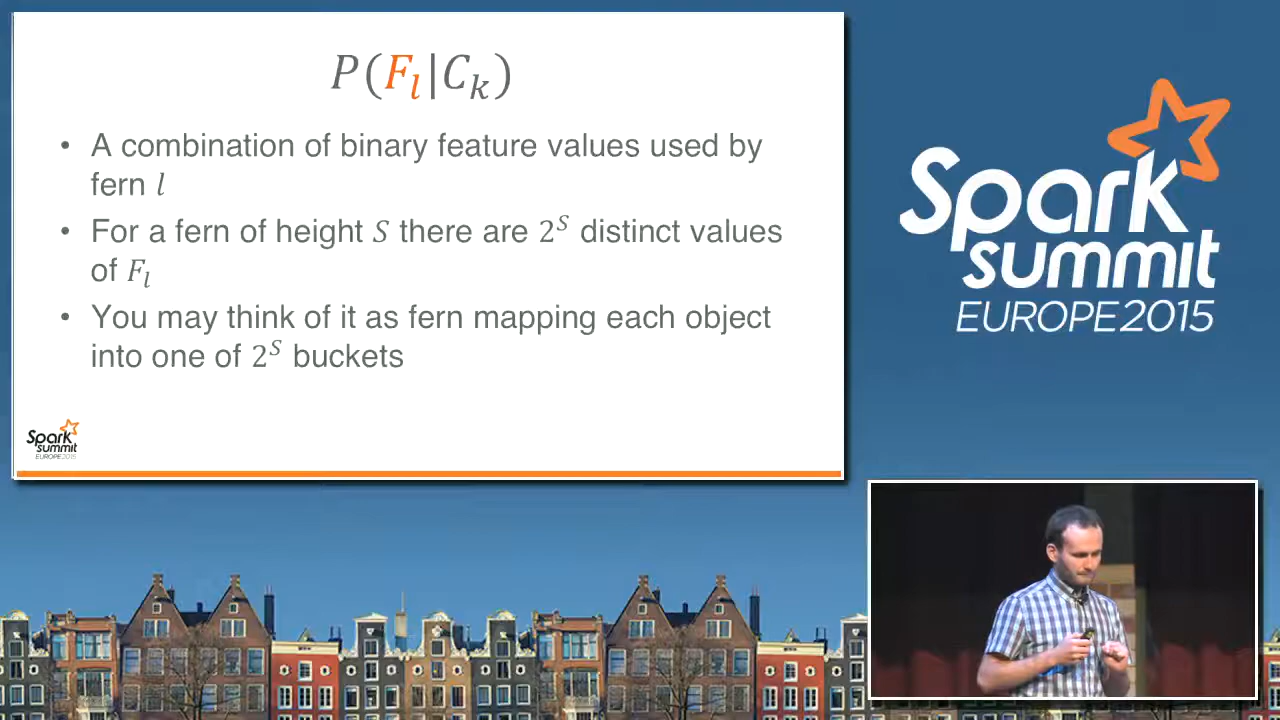 P(F_l|C_k)
• A combination of binary feature values used by
fern l
• For a fern of height S there are 2^S distinct values
of F_l
• You may think of it as fern mapping each object
into one of 2^S buckets
Spark
summit
EUROPE 2015
Spark
summit
EUROPE 2015